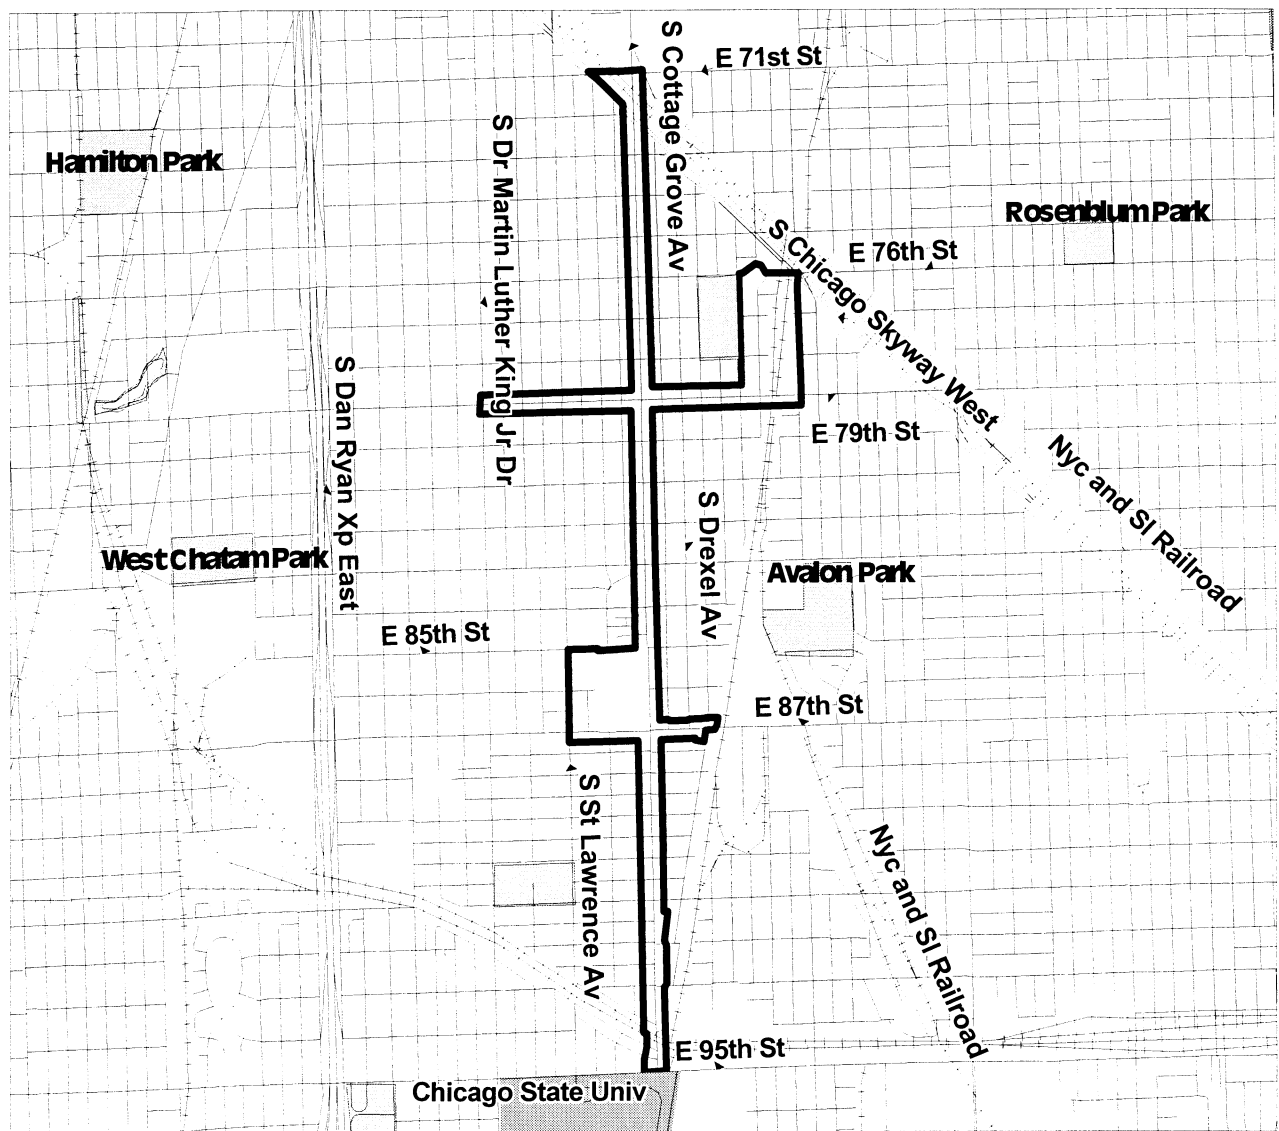 S Cottage Grove Av
E 71st St
S Dr Martin Luther King Jr Dr
Hamilton Park
Rosenblum Park
S Chicago Skyway West
E 76th St
S Dan Ryan Xp East
E 79th St
Nyc and Sl Railroad
S Drexel Av
West Chatam Park
Avalon Park
E 85th St
E 87th St
S St Lawrence Av
Nyc and Sl Railroad
E 95th St
Chicago State Univ